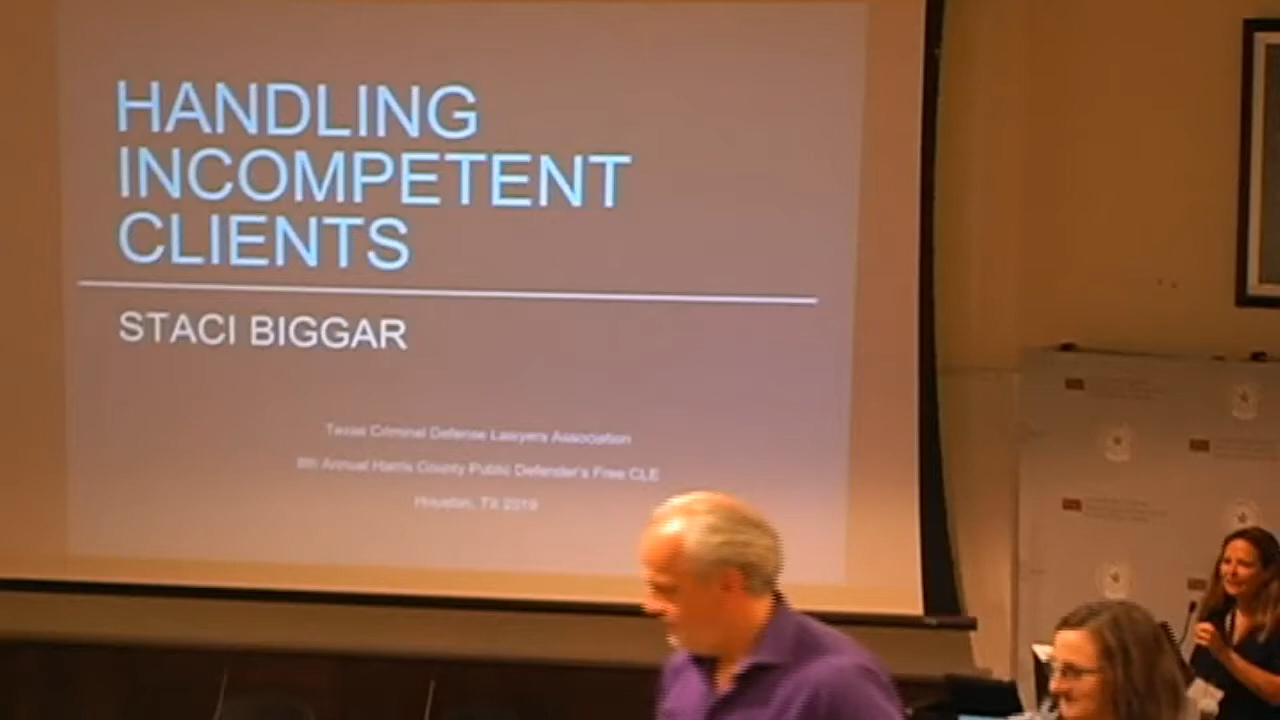 HANDLING
INCOMPETENT
CLIENTS
STACI BIGGAR
Texas Criminal Defense Lawyers Association
8th Annual Harris County Public Defender's Free CLE
Houston, TX 2019